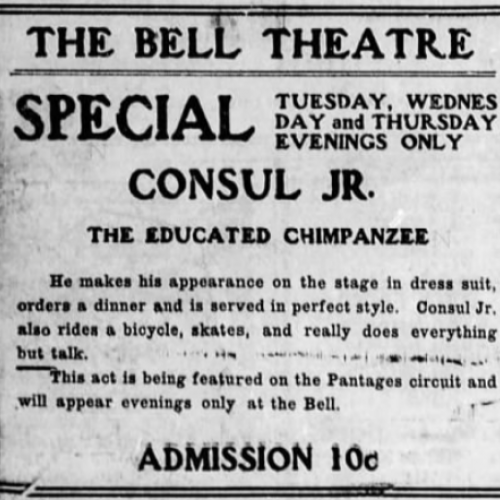 THE BELL THEATRE
SPECIAL
TUESDAY, WEDNES
DAY and THURSDAY
EVENINGS ONLY
CONSUL JR.
THE EDUCATED CHIMPANZEE
He makes his appearance on the stage in dress suit,
orders a dinner and is served in perfect style. Consul Jr.
also rides a bicycle, skates, and really does everything
but talk.
This act is being featured on the Pantages circuit and
will appear evenings only at the Bell.
ADMISSION 10c